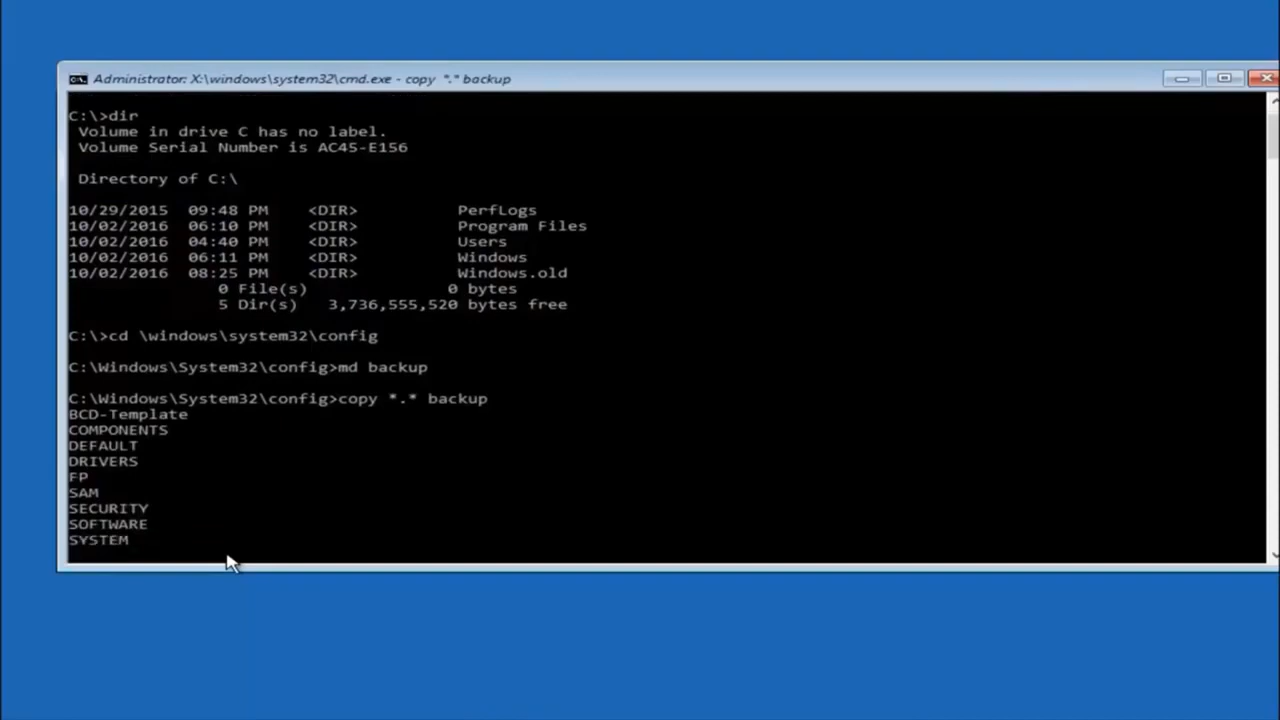 Administrator: X:\windows\system32\cmd.exe - copy  *.* backup
C:\>dir
 Volume in drive C has no label.
 Volume Serial Number is AC45-E156
 Directory of C:\
10/29/2015  09:48 PM    <DIR>          PerfLogs
10/02/2016  06:10 PM    <DIR>          Program Files
10/02/2016  04:40 PM    <DIR>          Users
10/02/2016  06:11 PM    <DIR>          Windows
10/02/2016  08:25 PM    <DIR>          Windows.old
               0 File(s)              0 bytes
               5 Dir(s)   3,736,555,520 bytes free
C:\>cd \windows\system32\config
C:\Windows\System32\config>md backup
C:\Windows\System32\config>copy *.* backup
BCD-Template
COMPONENTS
DEFAULT
DRIVERS
FP
SAM
SECURITY
SOFTWARE
SYSTEM